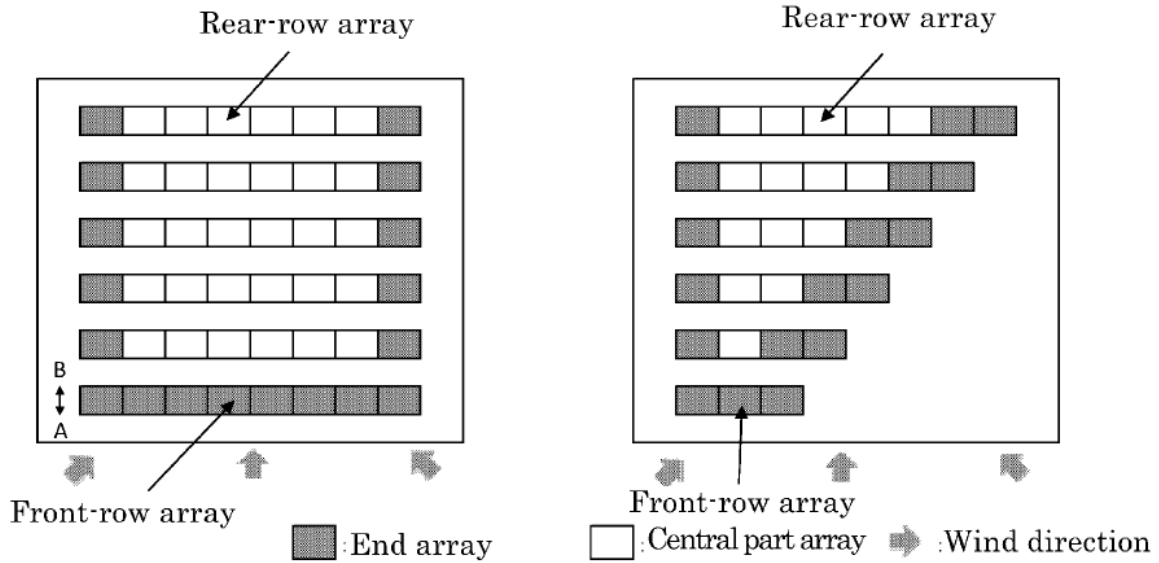 Rear-row array
Rear-row array
B
A
Front-row array
Front-row array
:End array
:Central part array
:Wind direction